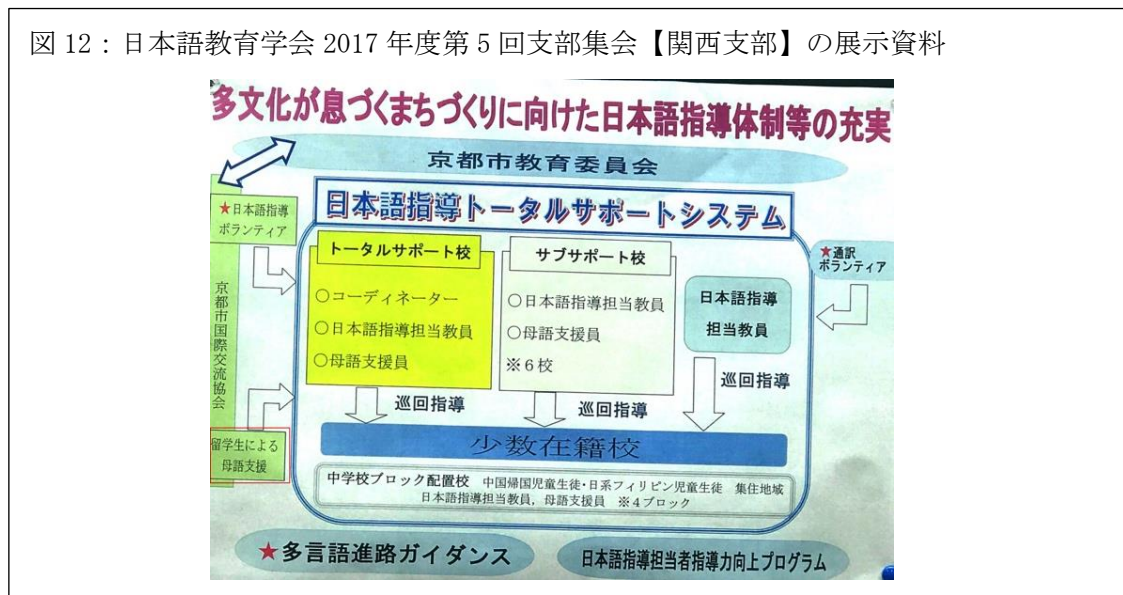 図 12：日本語教育学会 2017 年度第 5 回支部集会【関西支部】の展示資料
多文化が息づくまちづくりに向けた日本語指導体制等の充実
京都市教育委員会
日本語指導トータルサポートシステム
★日本語指導
ボランティア
京都市国際交流協会
留学生による
母語支援
トータルサポート校
○コーディネーター
○日本語指導担当教員
○母語支援員
サブサポート校
○日本語指導担当教員
○母語支援員
※6校
日本語指導
担当教員
★通訳
ボランティア
巡回指導
巡回指導
巡回指導
少数在籍校
中学校ブロック配置校 中国帰国児童生徒・日系フィリピン児童生徒 集住地域
日本語指導担当教員，母語支援員 ※4ブロック
★多言語進路ガイダンス
日本語指導担当者指導力向上プログラム